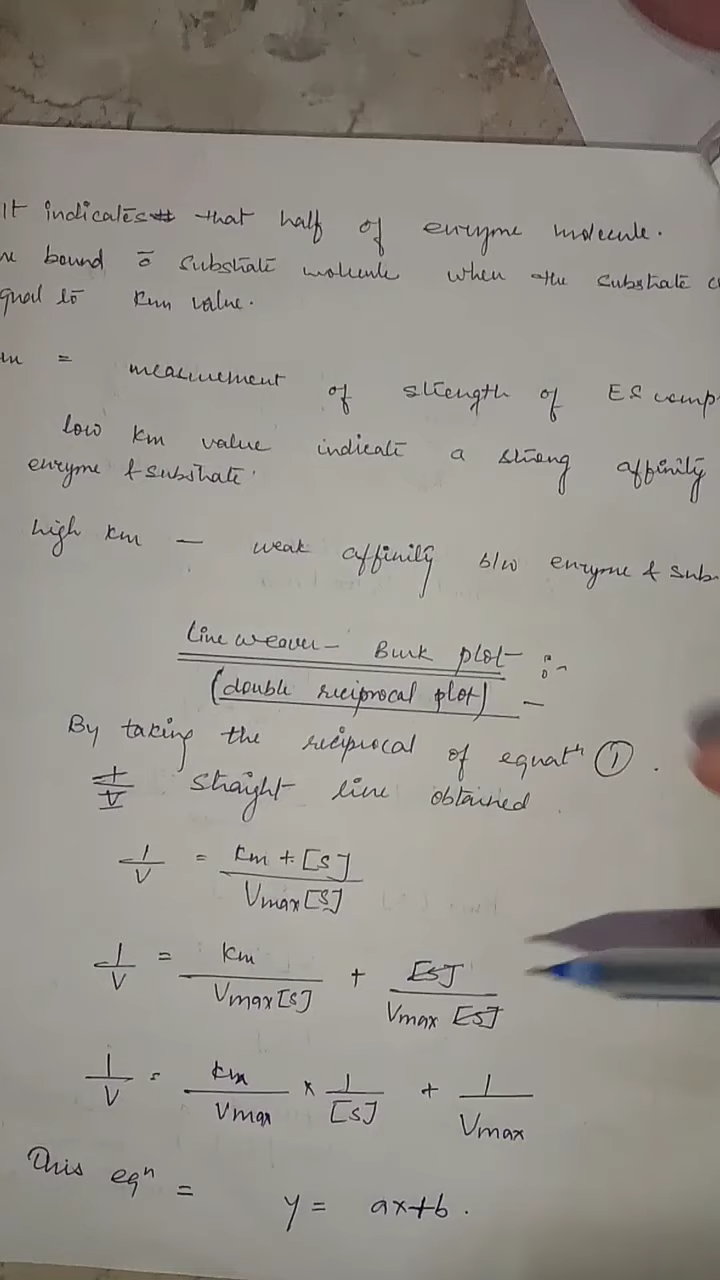 It indicates that half of enzyme molecule.
bound c̄ substrate molecule when the substrate
equal to Km value.
m = measurement of strength of ES comp
low Km value indicate a strong affinity
enzyme & substrate.
high Km — weak affinity b/w enzyme & sub
Lineweaver - Burk plot :-
(double reciprocal plot) -
By taking the reciprocal of equatⁿ ①.
straight line obtained
1/V = Km + [S] / Vmax [S]
1/V = Km / Vmax [S] + [S] / Vmax [S]
1/V = Km / Vmax × 1/[S] + 1/Vmax
This eqⁿ = y = ax+b.